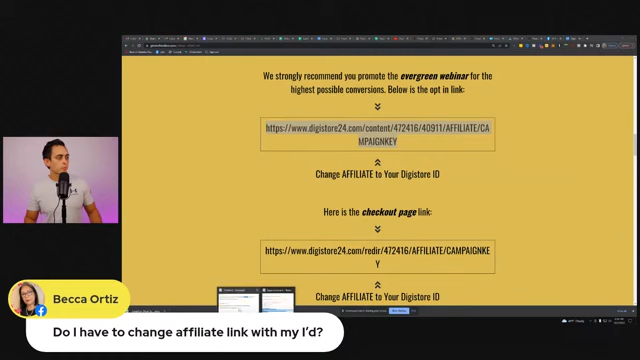 We strongly recommend you promote the evergreen webinar for the
highest possible conversions. Below is the opt in link:
https://www.digistore24.com/content/472416/40911/AFFILIATE/CA
MPAIGNKEY
Change AFFILIATE to Your Digistore ID
Here is the checkout page link:
https://www.digistore24.com/redir/472416/AFFILIATE/CAMPAIGNKE
Y
Change AFFILIATE to Your Digistore ID
Becca Ortiz
Do I have to change affiliate link with my I'd?